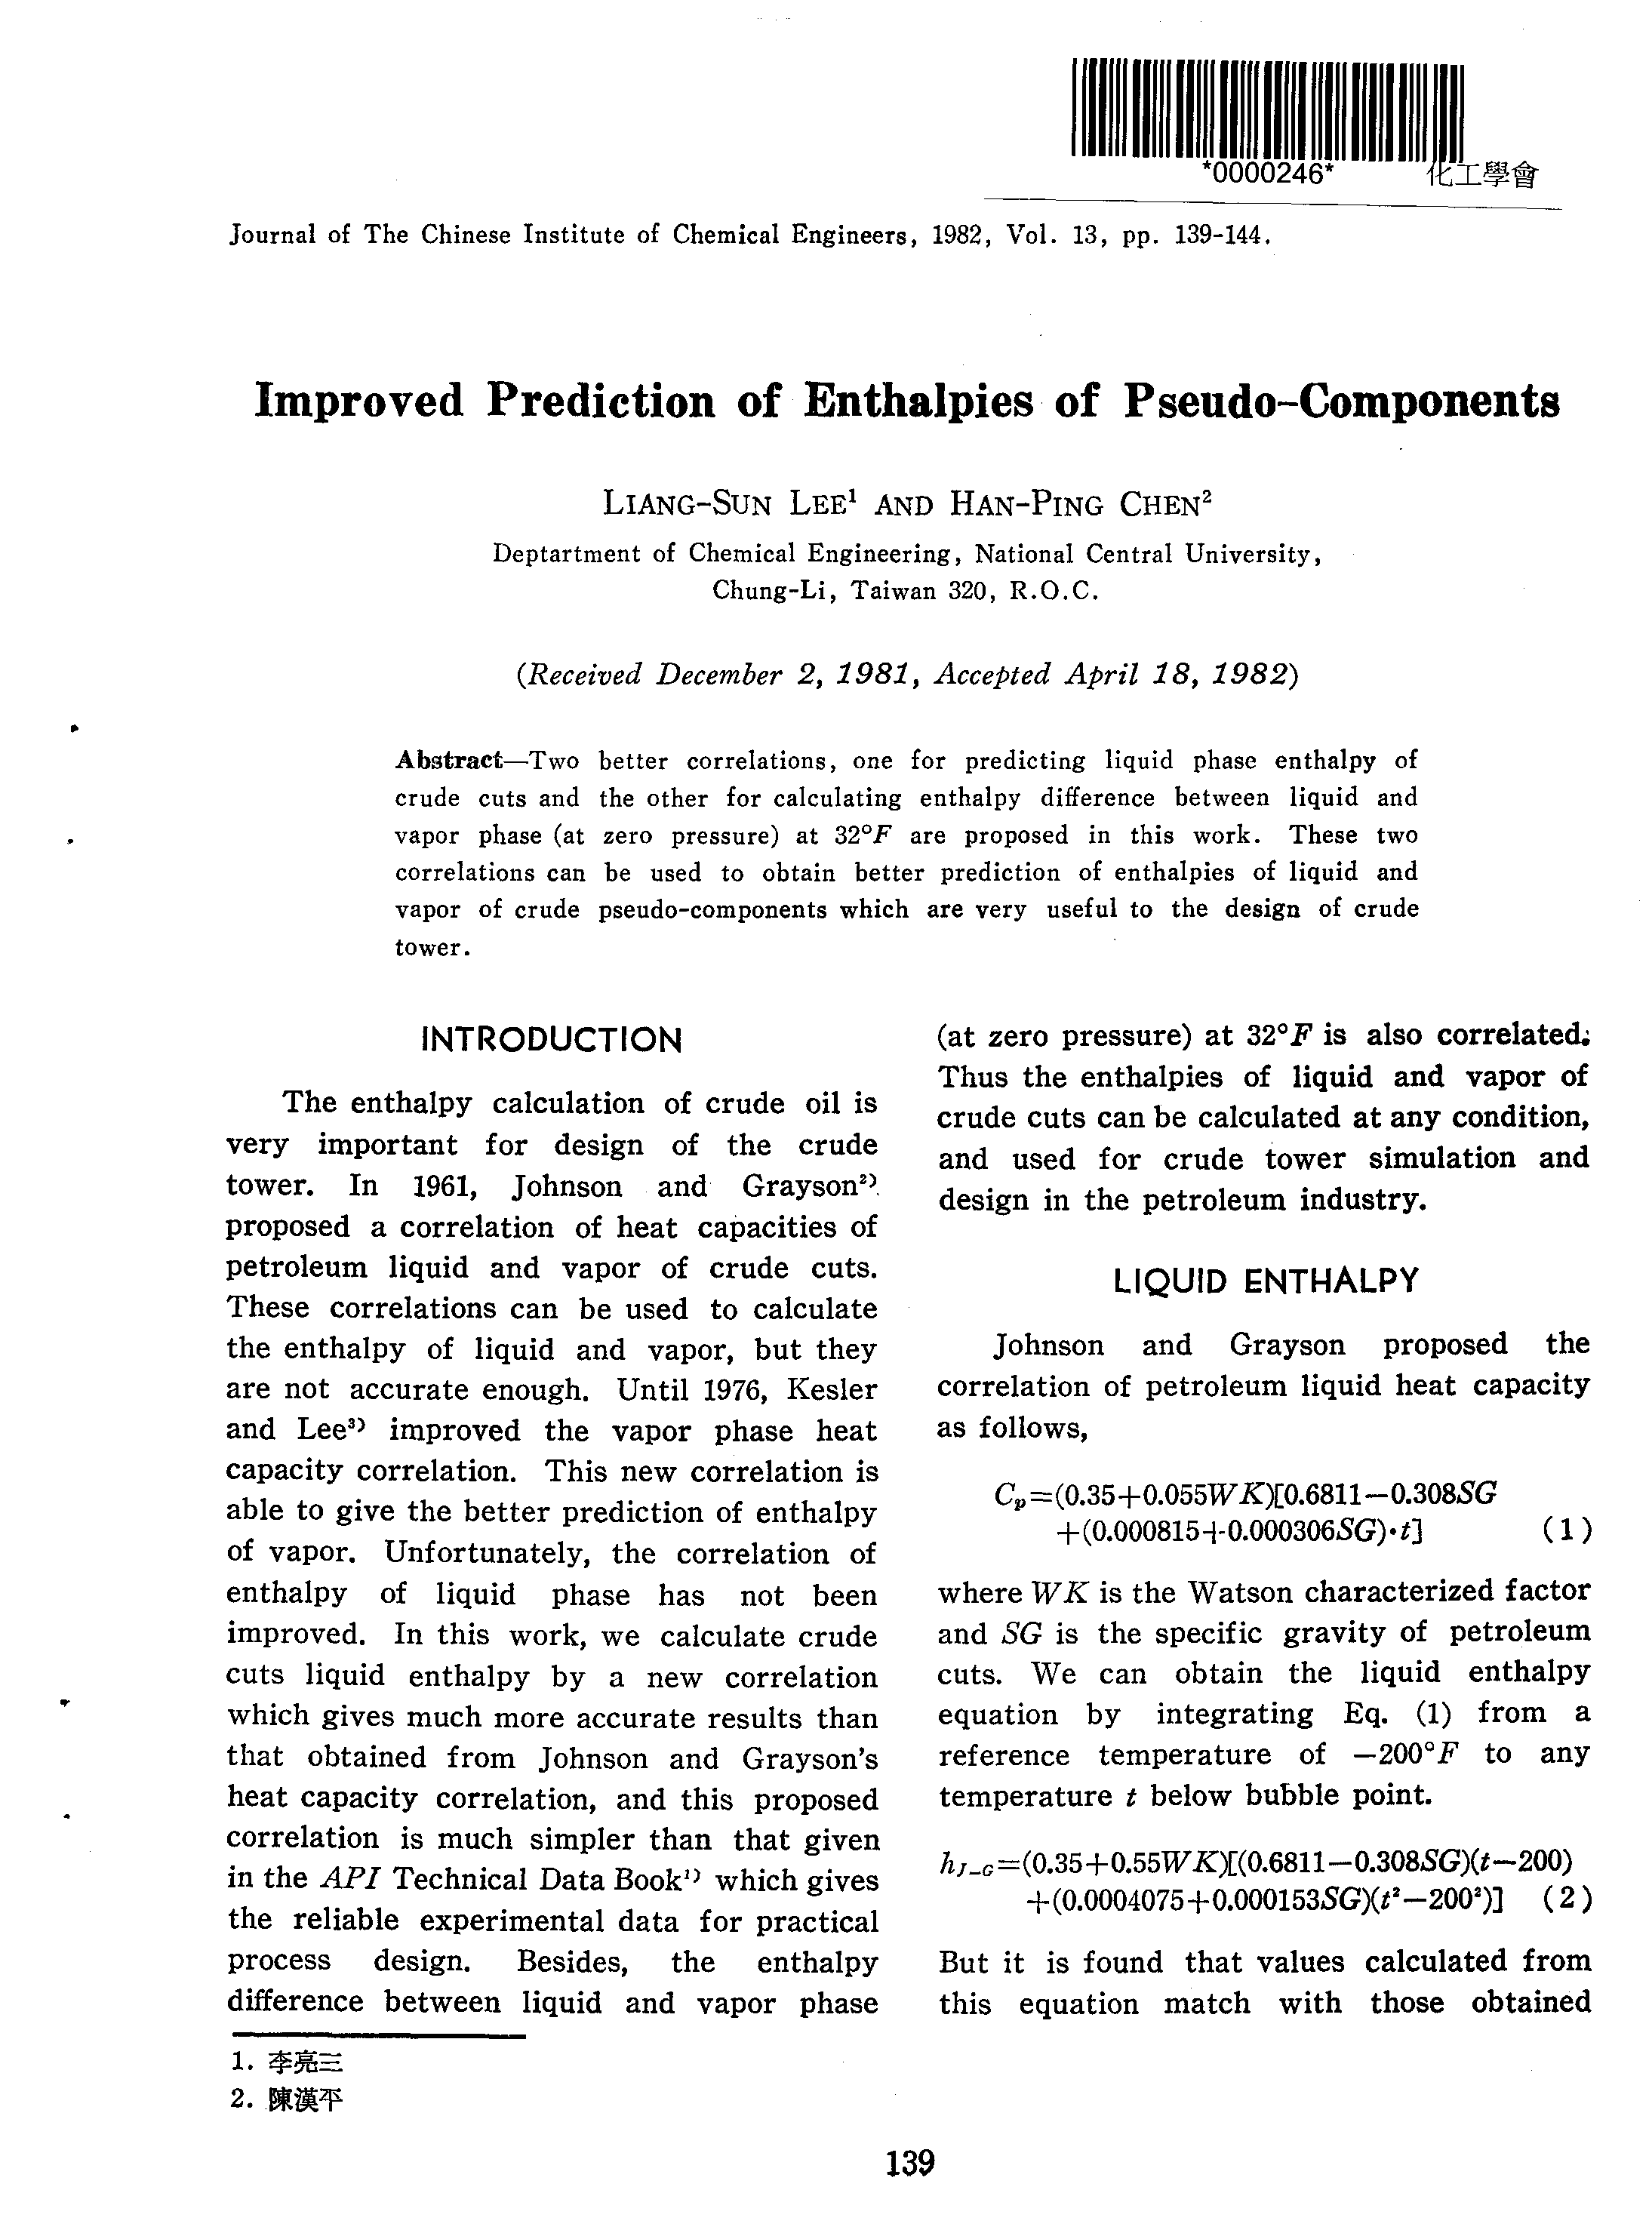 *0000246*
化工學會
Journal of The Chinese Institute of Chemical Engineers, 1982, Vol. 13, pp. 139-144.
Improved Prediction of Enthalpies of Pseudo-Components
LIANG-SUN LEE¹ AND HAN-PING CHEN²
Deptartment of Chemical Engineering, National Central University,
Chung-Li, Taiwan 320, R.O.C.
(Received December 2, 1981, Accepted April 18, 1982)
Abstract—Two better correlations, one for predicting liquid phase enthalpy of
crude cuts and the other for calculating enthalpy difference between liquid and
vapor phase (at zero pressure) at 32°F are proposed in this work. These two
correlations can be used to obtain better prediction of enthalpies of liquid and
vapor of crude pseudo-components which are very useful to the design of crude
tower.
INTRODUCTION
The enthalpy calculation of crude oil is
very important for design of the crude
tower. In 1961, Johnson and Grayson²⁾
proposed a correlation of heat capacities of
petroleum liquid and vapor of crude cuts.
These correlations can be used to calculate
the enthalpy of liquid and vapor, but they
are not accurate enough. Until 1976, Kesler
and Lee³⁾ improved the vapor phase heat
capacity correlation. This new correlation is
able to give the better prediction of enthalpy
of vapor. Unfortunately, the correlation of
enthalpy of liquid phase has not been
improved. In this work, we calculate crude
cuts liquid enthalpy by a new correlation
which gives much more accurate results than
that obtained from Johnson and Grayson's
heat capacity correlation, and this proposed
correlation is much simpler than that given
in the API Technical Data Book¹⁾ which gives
the reliable experimental data for practical
process design. Besides, the enthalpy
difference between liquid and vapor phase
1. 李亮三
2. 陳漢平
(at zero pressure) at 32°F is also correlated.
Thus the enthalpies of liquid and vapor of
crude cuts can be calculated at any condition,
and used for crude tower simulation and
design in the petroleum industry.
LIQUID ENTHALPY
Johnson and Grayson proposed the
correlation of petroleum liquid heat capacity
as follows,
Cₚ=(0.35+0.055WK)[0.6811−0.308SG
+(0.000815+0.000306SG)·t] (1)
where WK is the Watson characterized factor
and SG is the specific gravity of petroleum
cuts. We can obtain the liquid enthalpy
equation by integrating Eq. (1) from a
reference temperature of −200°F to any
temperature t below bubble point.
h_J-G=(0.35+0.55WK)[(0.6811−0.308SG)(t−200)
+(0.0004075+0.000153SG)(t²−200²)] (2)
But it is found that values calculated from
this equation match with those obtained
139